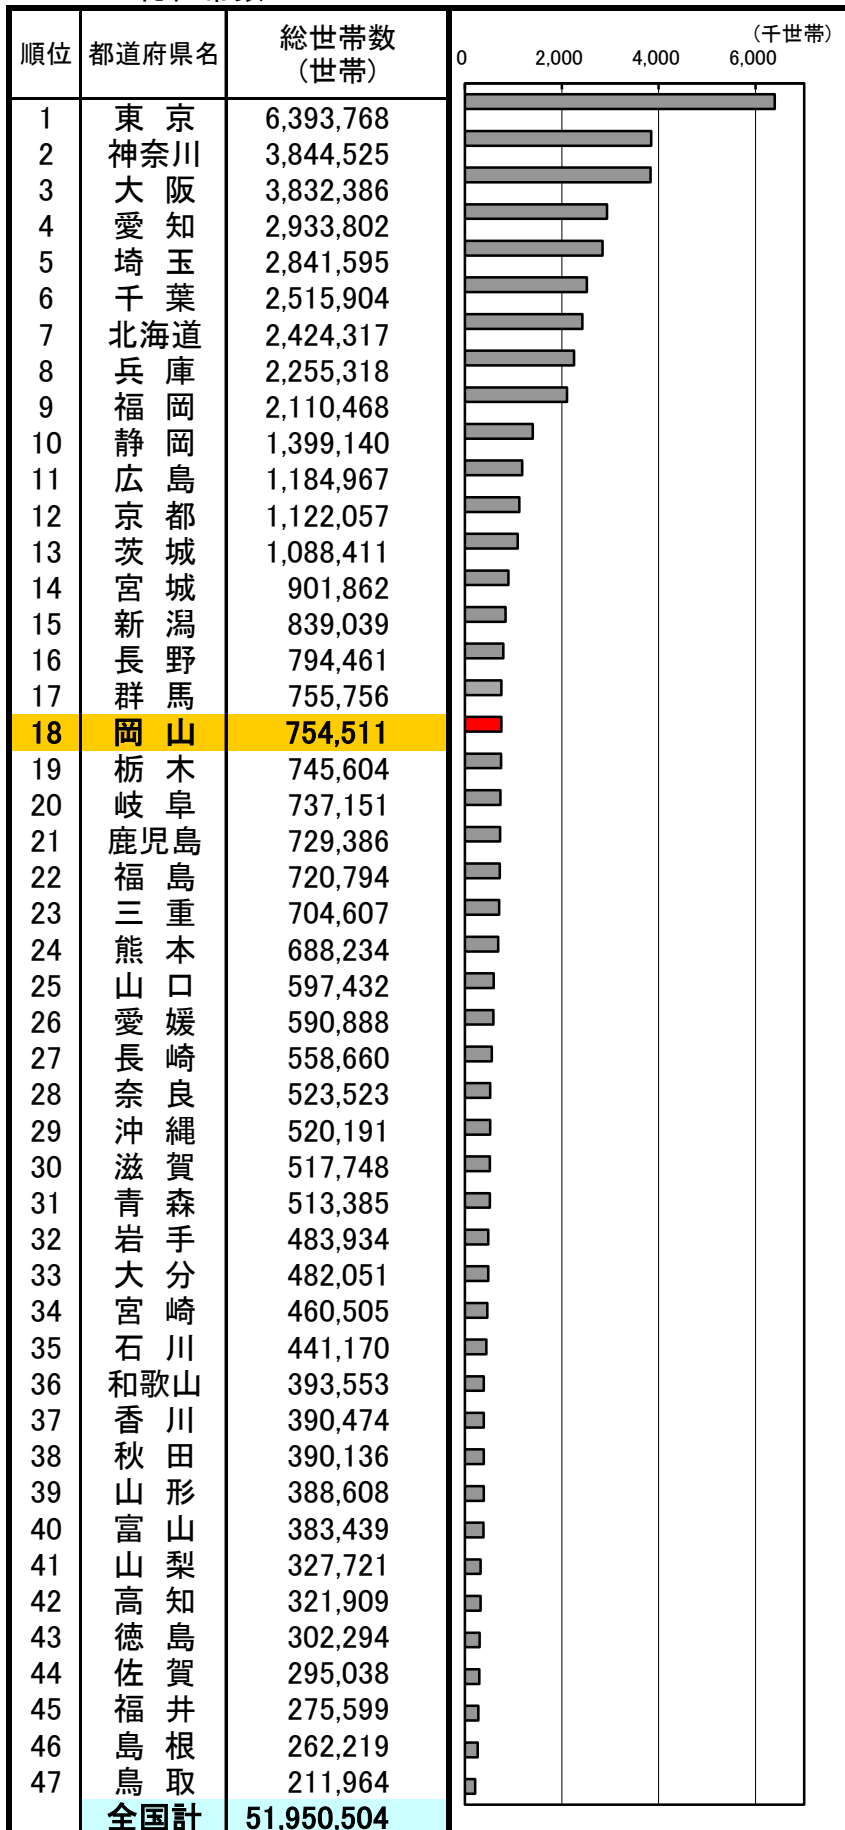 順位 都道府県名 総世帯数(世帯)
(千世帯)
0 2,000 4,000 6,000
1 東京 6,393,768
2 神奈川 3,844,525
3 大阪 3,832,386
4 愛知 2,933,802
5 埼玉 2,841,595
6 千葉 2,515,904
7 北海道 2,424,317
8 兵庫 2,255,318
9 福岡 2,110,468
10 静岡 1,399,140
11 広島 1,184,967
12 京都 1,122,057
13 茨城 1,088,411
14 宮城 901,862
15 新潟 839,039
16 長野 794,461
17 群馬 755,756
18 岡山 754,511
19 栃木 745,604
20 岐阜 737,151
21 鹿児島 729,386
22 福島 720,794
23 三重 704,607
24 熊本 688,234
25 山口 597,432
26 愛媛 590,888
27 長崎 558,660
28 奈良 523,523
29 沖縄 520,191
30 滋賀 517,748
31 青森 513,385
32 岩手 483,934
33 大分 482,051
34 宮崎 460,505
35 石川 441,170
36 和歌山 393,553
37 香川 390,474
38 秋田 390,136
39 山形 388,608
40 富山 383,439
41 山梨 327,721
42 高知 321,909
43 徳島 302,294
44 佐賀 295,038
45 福井 275,599
46 島根 262,219
47 鳥取 211,964
全国計 51,950,504